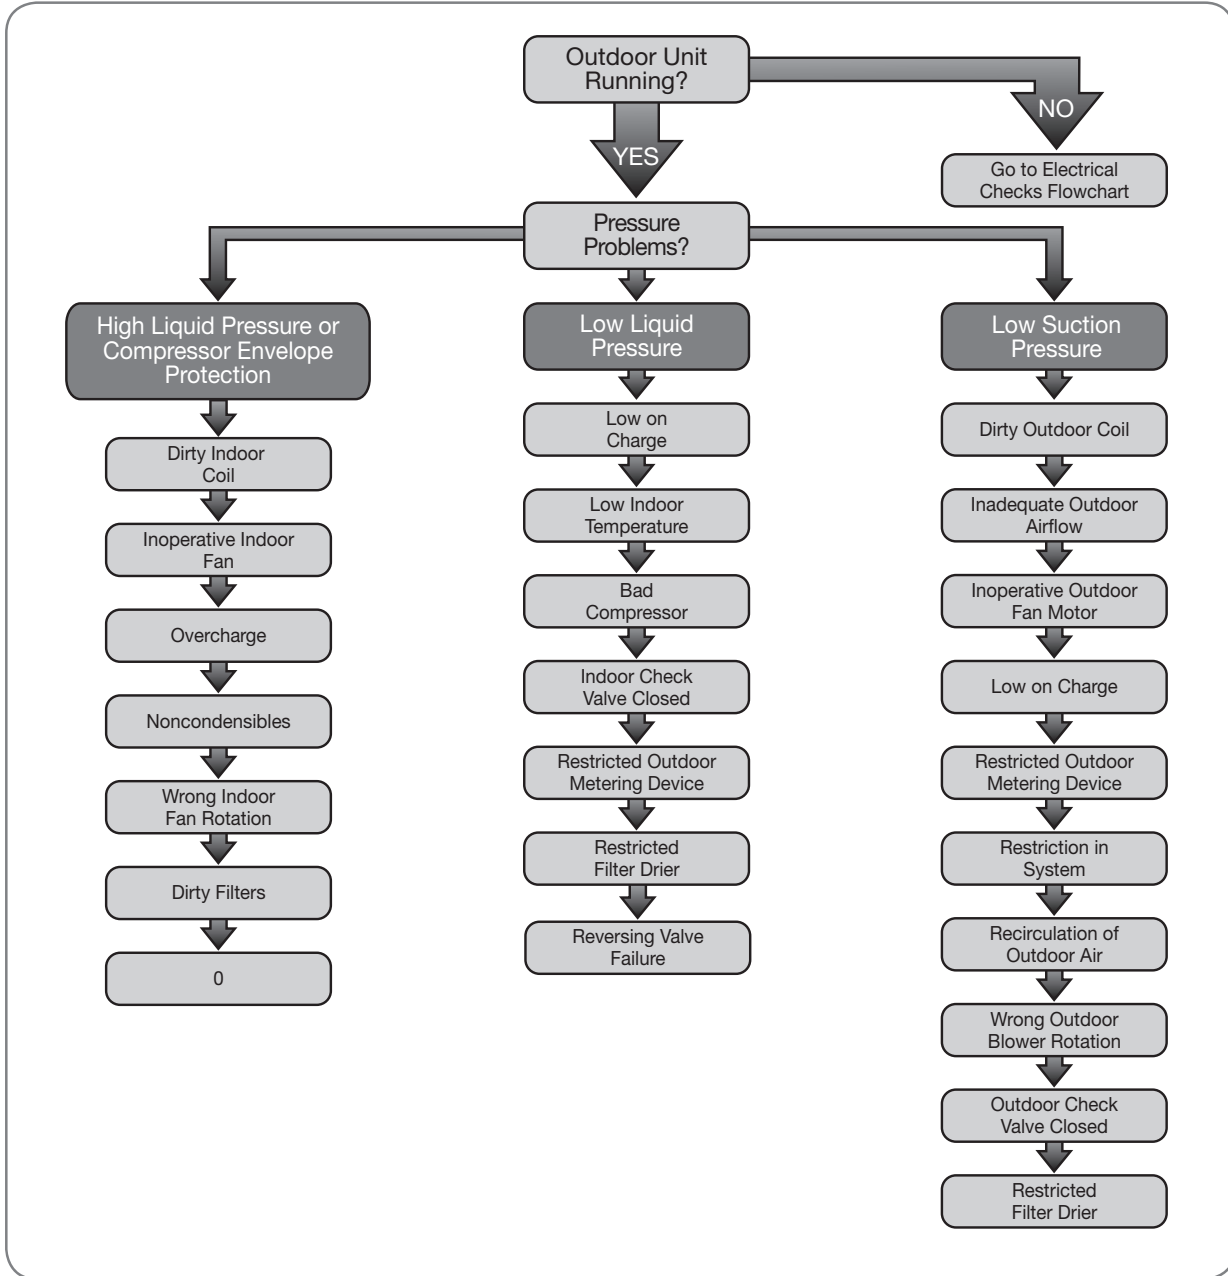 Outdoor Unit
Running?
NO
YES
Go to Electrical
Checks Flowchart
Pressure
Problems?
High Liquid Pressure or
Compressor Envelope
Protection
Dirty Indoor
Coil
Inoperative Indoor
Fan
Overcharge
Noncondensibles
Wrong Indoor
Fan Rotation
Dirty Filters
0
Low Liquid
Pressure
Low on
Charge
Low Indoor
Temperature
Bad
Compressor
Indoor Check
Valve Closed
Restricted Outdoor
Metering Device
Restricted
Filter Drier
Reversing Valve
Failure
Low Suction
Pressure
Dirty Outdoor Coil
Inadequate Outdoor
Airflow
Inoperative Outdoor
Fan Motor
Low on Charge
Restricted Outdoor
Metering Device
Restriction in
System
Recirculation of
Outdoor Air
Wrong Outdoor
Blower Rotation
Outdoor Check
Valve Closed
Restricted
Filter Drier